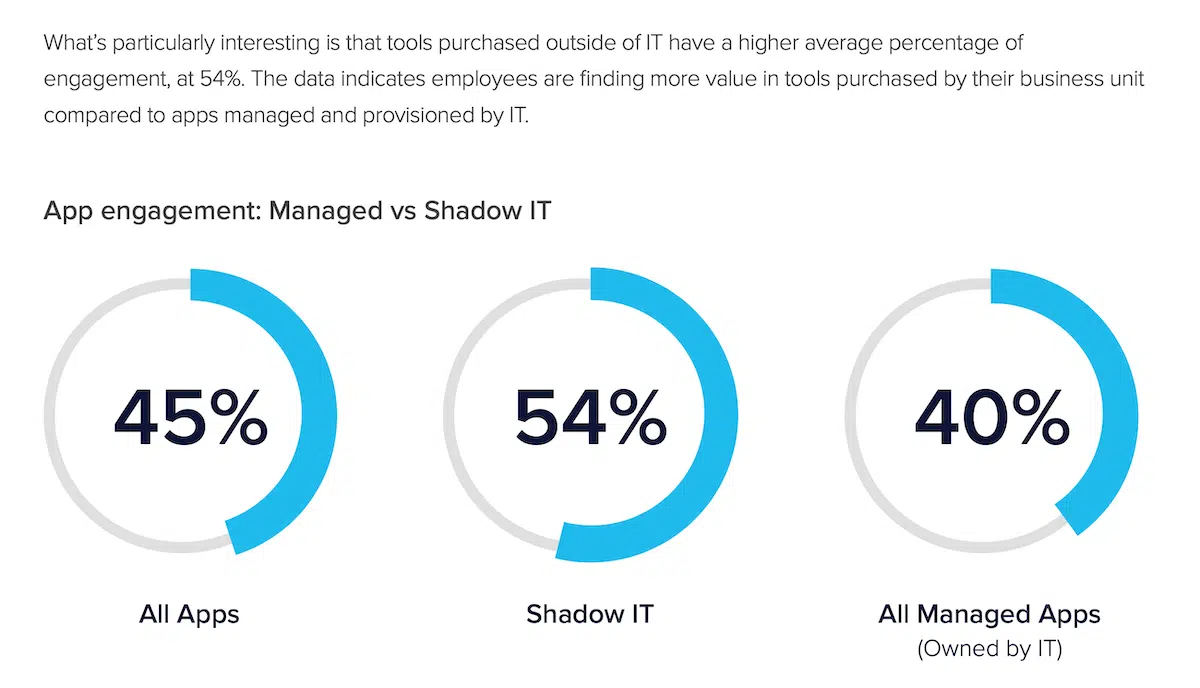 What’s particularly interesting is that tools purchased outside of IT have a higher average percentage of
engagement, at 54%. The data indicates employees are finding more value in tools purchased by their business unit
compared to apps managed and provisioned by IT.
App engagement: Managed vs Shadow IT
45%
54%
40%
All Apps
Shadow IT
All Managed Apps
(Owned by IT)